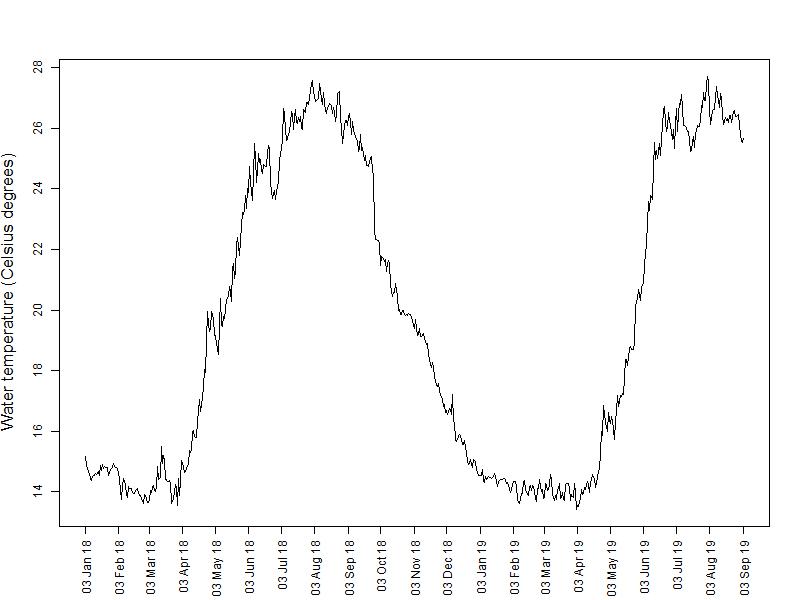 Water temperature (Celsius degrees)
28
26
24
22
20
18
16
14
03 Jan 18
03 Feb 18
03 Mar 18
03 Apr 18
03 May 18
03 Jun 18
03 Jul 18
03 Aug 18
03 Sep 18
03 Oct 18
03 Nov 18
03 Dec 18
03 Jan 19
03 Feb 19
03 Mar 19
03 Apr 19
03 May 19
03 Jun 19
03 Jul 19
03 Aug 19
03 Sep 19